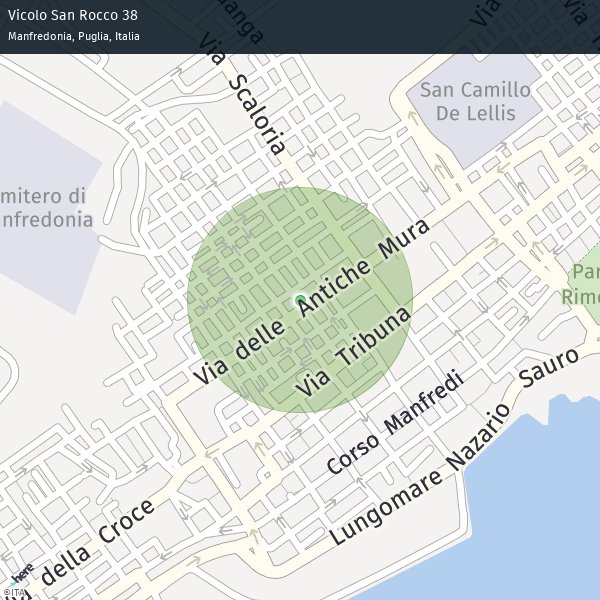 Vicolo San Rocco 38
Manfredonia, Puglia, Italia
Via Scaloria
San Camillo
De Lellis
mitero di
nfredonia
Via delle Antiche Mura
Par
Rime
Via Tribuna
Corso Manfredi
Lungomare Nazario Sauro
della Croce
here
©ITA